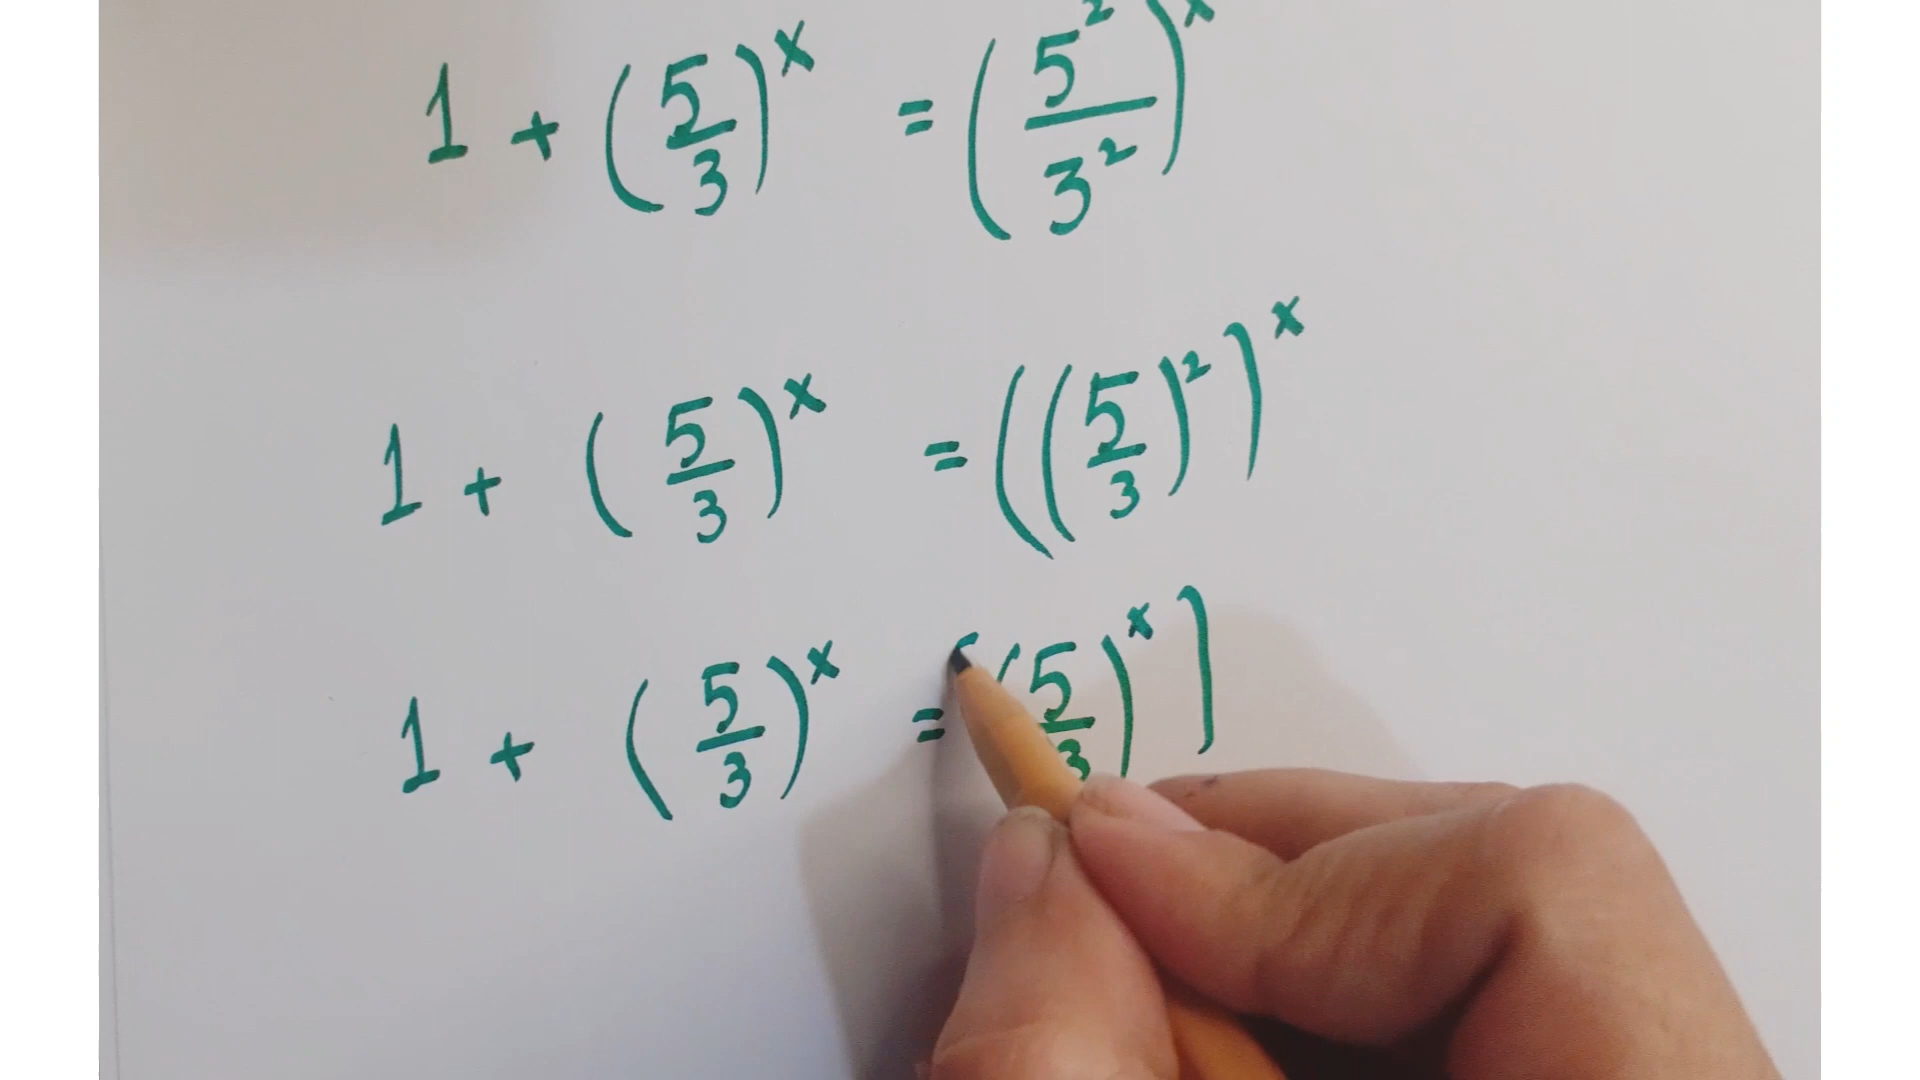 1 + (5/3)^x = (5^2/3^2)^x
1 + (5/3)^x = ((5/3)^2)^x
1 + (5/3)^x = [(5/3)^x]